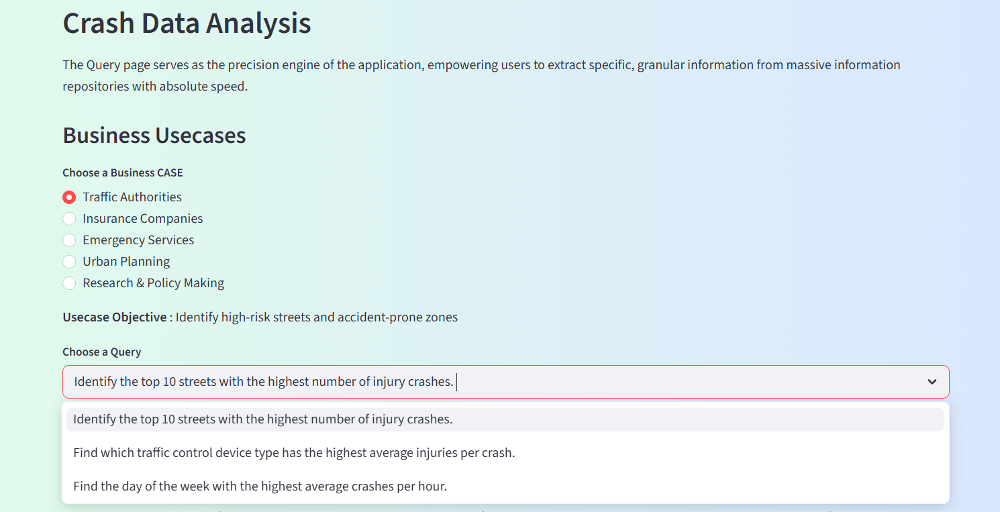 Crash Data Analysis
The Query page serves as the precision engine of the application, empowering users to extract specific, granular information from massive information
repositories with absolute speed.
Business Usecases
Choose a Business CASE
Traffic Authorities
Insurance Companies
Emergency Services
Urban Planning
Research & Policy Making
Usecase Objective : Identify high-risk streets and accident-prone zones
Choose a Query
Identify the top 10 streets with the highest number of injury crashes.
Identify the top 10 streets with the highest number of injury crashes.
Find which traffic control device type has the highest average injuries per crash.
Find the day of the week with the highest average crashes per hour.